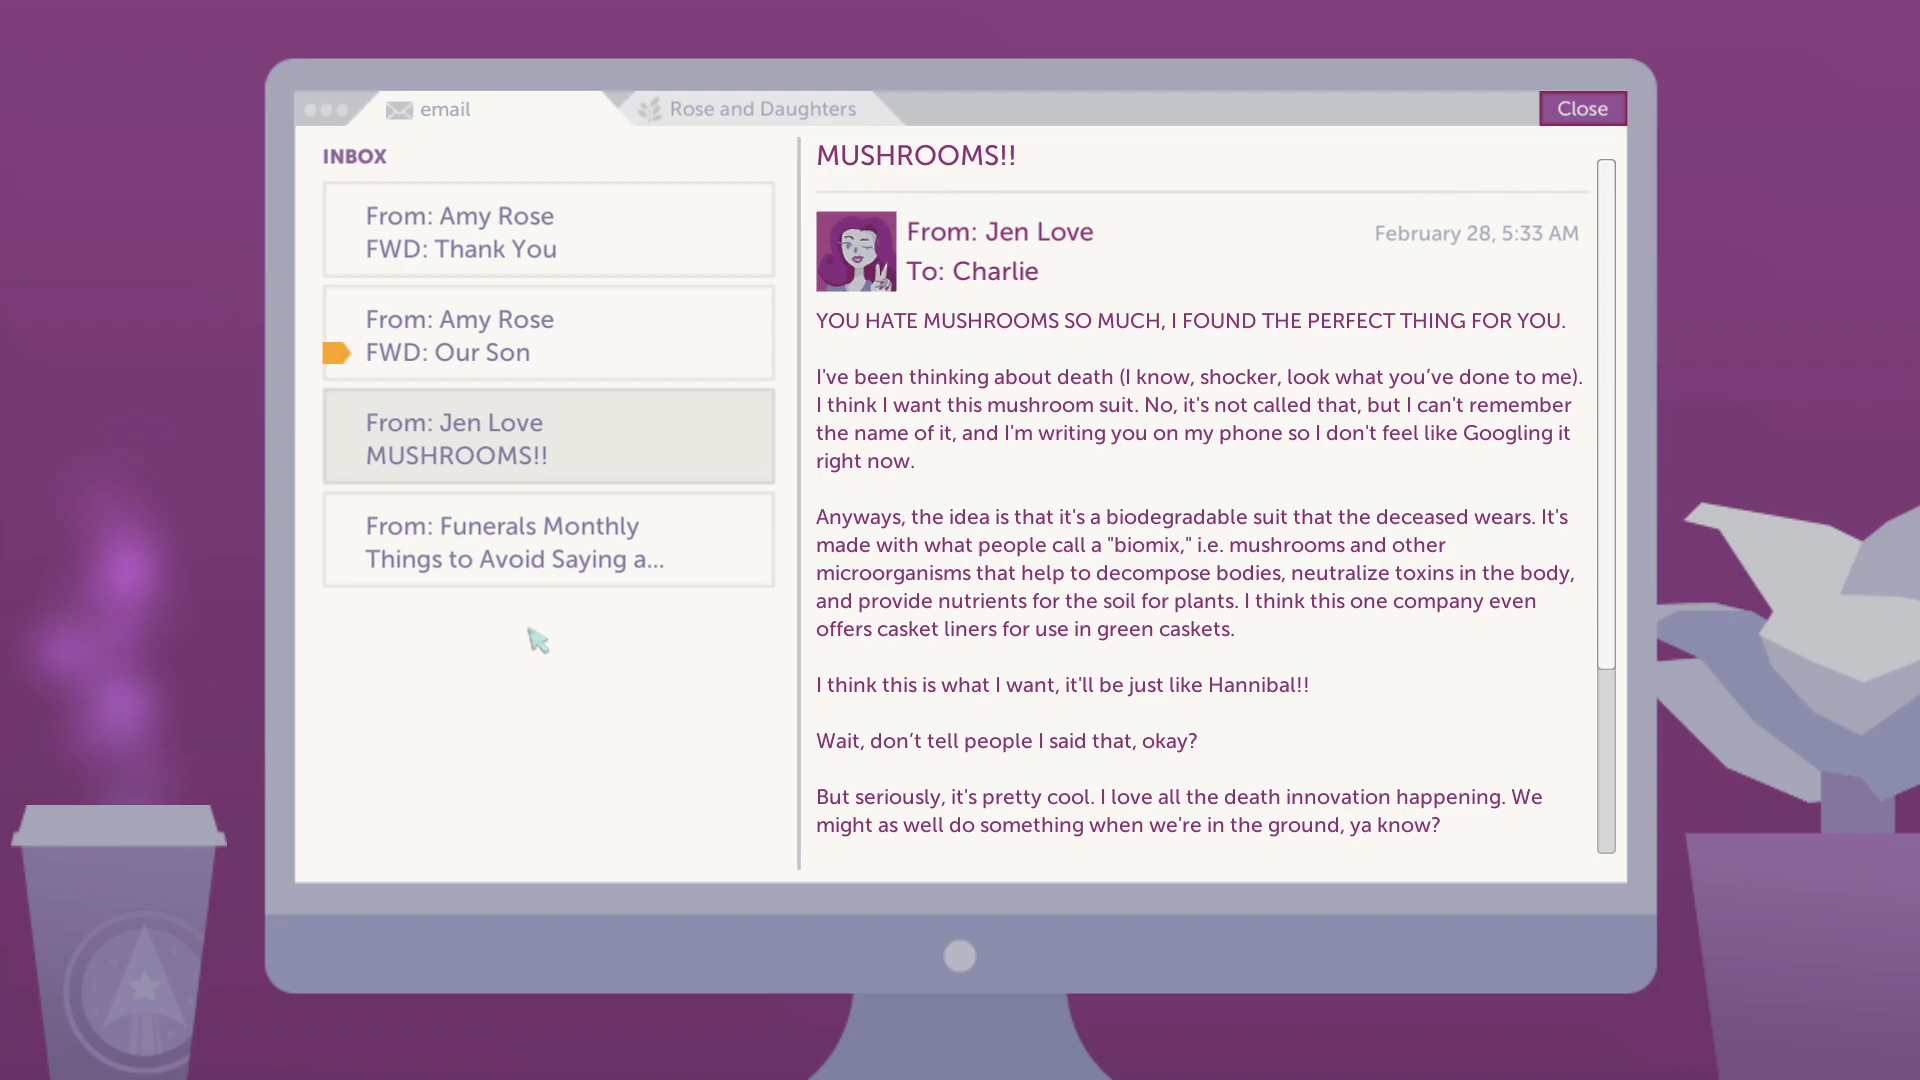 email
Rose and Daughters
Close
INBOX
From: Amy Rose
FWD: Thank You
From: Amy Rose
FWD: Our Son
From: Jen Love
MUSHROOMS!!
From: Funerals Monthly
Things to Avoid Saying a...
MUSHROOMS!!
From: Jen Love
February 28, 5:33 AM
To: Charlie
YOU HATE MUSHROOMS SO MUCH, I FOUND THE PERFECT THING FOR YOU.
I've been thinking about death (I know, shocker, look what you’ve done to me).
I think I want this mushroom suit. No, it's not called that, but I can't remember
the name of it, and I'm writing you on my phone so I don't feel like Googling it
right now.
Anyways, the idea is that it's a biodegradable suit that the deceased wears. It's
made with what people call a "biomix," i.e. mushrooms and other
microorganisms that help to decompose bodies, neutralize toxins in the body,
and provide nutrients for the soil for plants. I think this one company even
offers casket liners for use in green caskets.
I think this is what I want, it'll be just like Hannibal!!
Wait, don’t tell people I said that, okay?
But seriously, it's pretty cool. I love all the death innovation happening. We
might as well do something when we're in the ground, ya know?